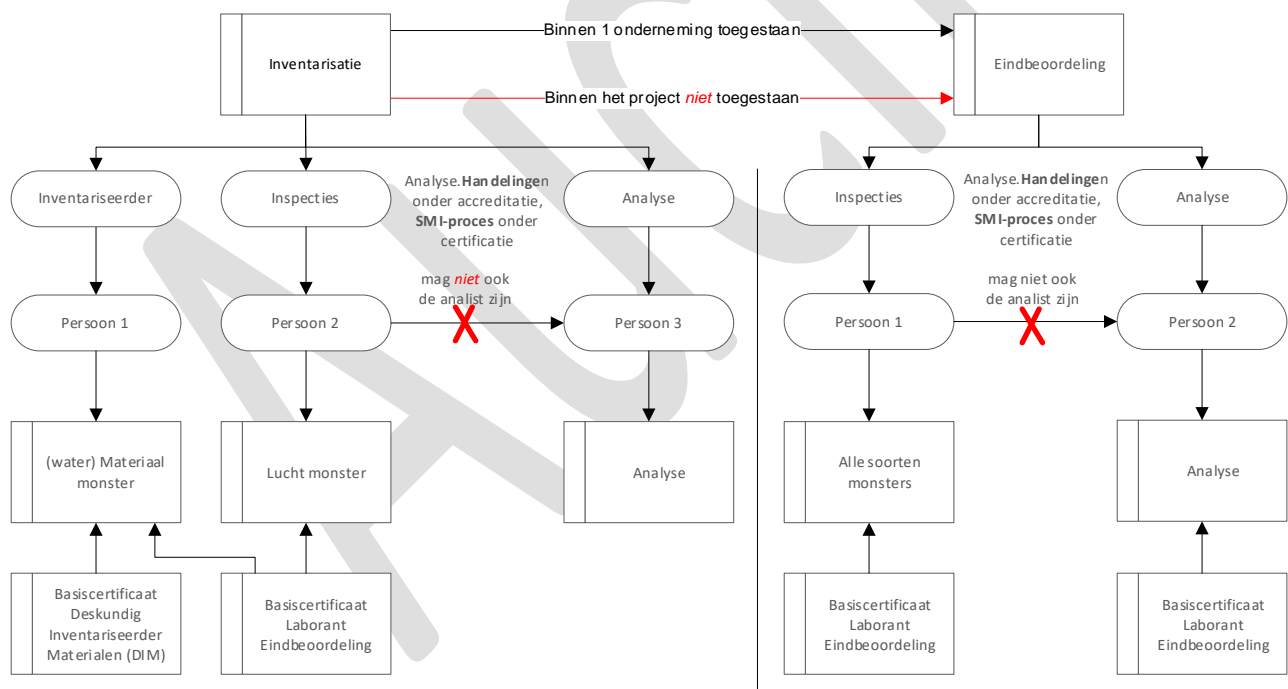 Binnen 1 onderneming toegestaan
Inventarisatie
Eindbeoordeling
Binnen het project niet toegestaan
Inventariseerder
Inspecties
Analyse.Handelingen
onder accreditatie,
SMI-proces onder
certificatie
Analyse
mag niet ook
de analist zijn
Persoon 1
Persoon 2
Persoon 3
(water) Materiaal
monster
Lucht monster
Analyse
Basiscertificaat
Deskundig
Inventariseerder
Materialen (DIM)
Basiscertificaat
Laborant
Eindbeoordeling
Inspecties
Analyse.Handelingen
onder accreditatie,
SMI-proces onder
certificatie
Analyse
mag niet ook
de analist zijn
Persoon 1
Persoon 2
Alle soorten
monsters
Analyse
Basiscertificaat
Laborant
Eindbeoordeling
Basiscertificaat
Laborant
Eindbeoordeling